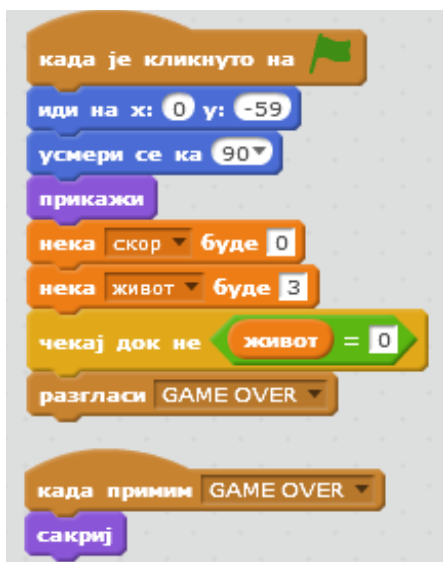 када је кликнуто на
иди на x: 0 y: -59
усмери се ка 90
прикажи
нека скор буде 0
нека живот буде 3
чекај док не живот = 0
разгласи GAME OVER
када примим GAME OVER
сакриј